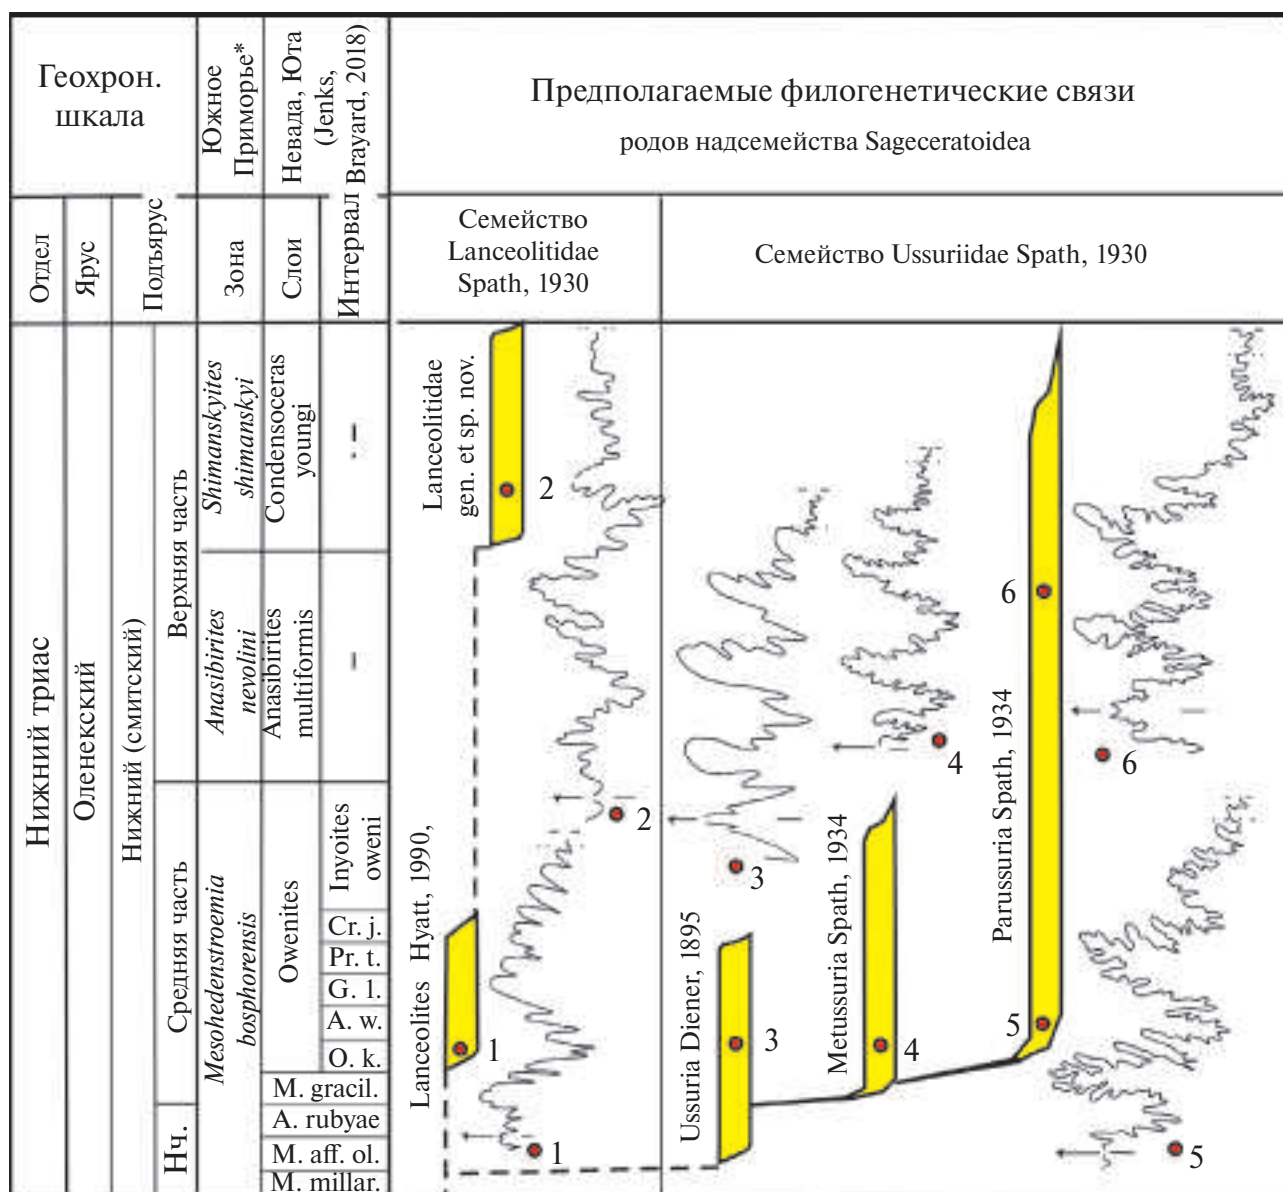 Геохрон.
шкала
Южное
Приморье*
Невада, Юта
(Jenks,
Brayard, 2018)
Предполагаемые филогенетические связи
родов надсемейства Sageceratoidea
Отдел
Ярус
Подъярус
Зона
Слои
Интервал
Семейство
Lanceolitidae
Spath, 1930
Семейство Ussuriidae Spath, 1930
Нижний триас
Оленекский
Нижний (смитский)
Верхняя часть
Средняя часть
Нч.
Shimanskyites
shimanskyi
Anasibirites
nevolini
Mesohedenstroemia
bosphorensis
Condensoceras
youngi
Anasibirites
multiformis
Owenites
Inyoites
oweni
Cr. j.
Pr. t.
G. l.
A. w.
O. k.
M. gracil.
A. rubyae
M. aff. ol.
M. millar.
Lanceolitidae
gen. et sp. nov.
2
2
Lanceolites Hyatt, 1990,
1
1
Ussuria Diener, 1895
3
3
Metussuria Spath, 1934
4
4
Parussuria Spath, 1934
6
6
5
5